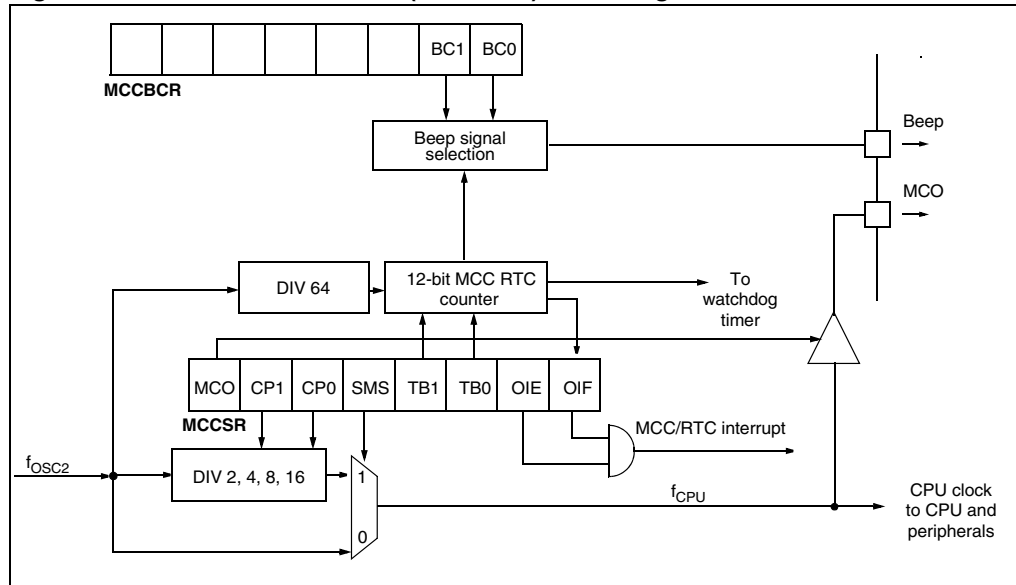 BC1 BC0
MCCBCR
Beep signal
selection
Beep
MCO
DIV 64
12-bit MCC RTC
counter
To
watchdog
timer
MCO CP1 CP0 SMS TB1 TB0 OIE OIF
MCCSR
MCC/RTC interrupt
fOSC2
DIV 2, 4, 8, 16
1
0
fCPU
CPU clock
to CPU and
peripherals